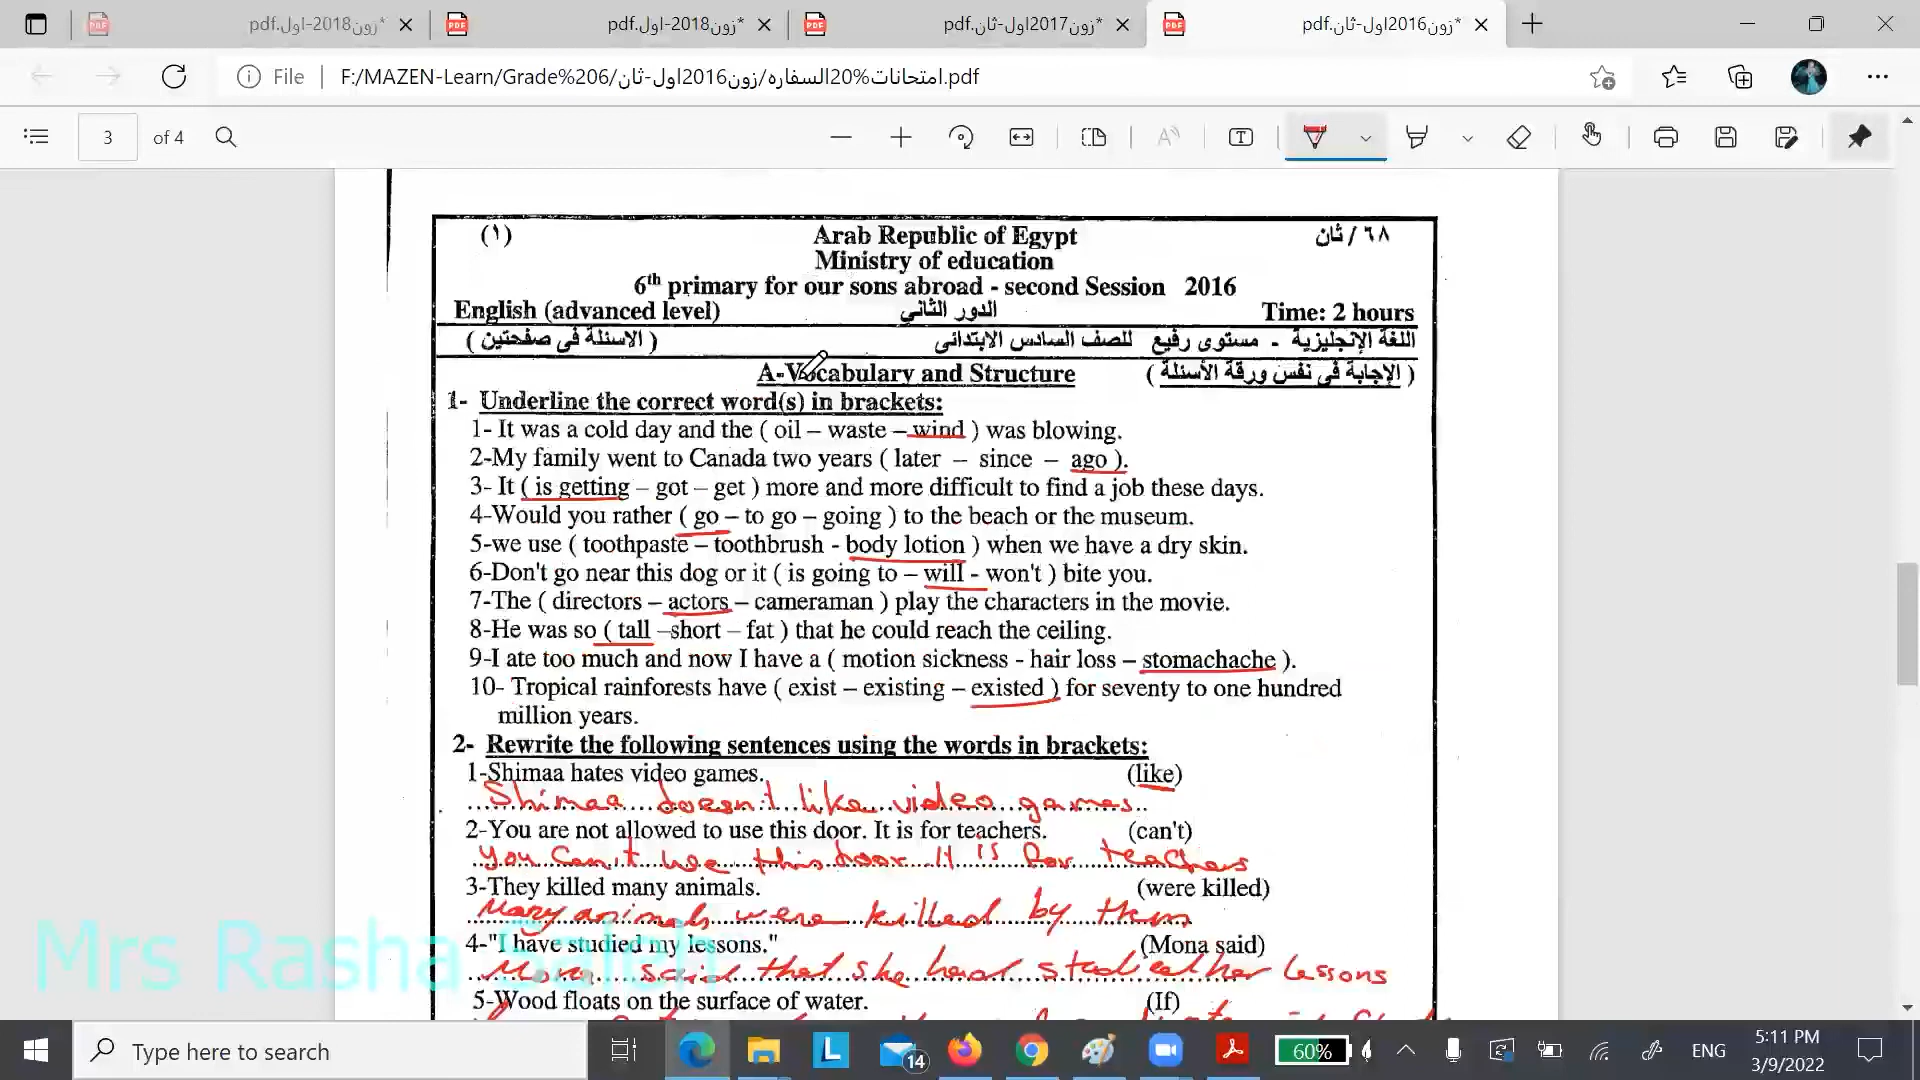 زون2018-اول.pdf*
زون2018-اول.pdf*
زون2017اول-ثان.pdf*
زون2016اول-ثان.pdf*
File
F:/MAZEN-Learn/Grade%206/امتحانات%20السفاره/زون2016اول-ثان.pdf
3 of 4
(١) Arab Republic of Egypt ٦٨ / ثان
Ministry of education
6th primary for our sons abroad - second Session 2016
English (advanced level) الدور الثاني Time: 2 hours
اللغة الإنجليزية - مستوى رفيع للصف السادس الابتدائى ( الاسئلة فى صفحتين )
A-Vocabulary and Structure ( الإجابة فى نفس ورقة الأسئلة )
1- Underline the correct word(s) in brackets:
1- It was a cold day and the ( oil – waste – wind ) was blowing.
2-My family went to Canada two years ( later – since – ago ).
3- It ( is getting – got – get ) more and more difficult to find a job these days.
4-Would you rather ( go – to go – going ) to the beach or the museum.
5-we use ( toothpaste – toothbrush - body lotion ) when we have a dry skin.
6-Don't go near this dog or it ( is going to – will - won't ) bite you.
7-The ( directors – actors – cameraman ) play the characters in the movie.
8-He was so ( tall –short – fat ) that he could reach the ceiling.
9-I ate too much and now I have a ( motion sickness - hair loss – stomachache ).
10- Tropical rainforests have ( exist – existing – existed ) for seventy to one hundred
million years.
2- Rewrite the following sentences using the words in brackets:
1-Shimaa hates video games. (like)
Shimaa doesn't like video games
2-You are not allowed to use this door. It is for teachers. (can't)
You can't use this door It is for teachers
3-They killed many animals. (were killed)
Many animals were killed by them
4-"I have studied my lessons." (Mona said)
Mona said that she had studied her lessons
5-Wood floats on the surface of water. (If)
Mrs Rasha Saleh
Type here to search
14
60%
ENG
5:11 PM
3/9/2022